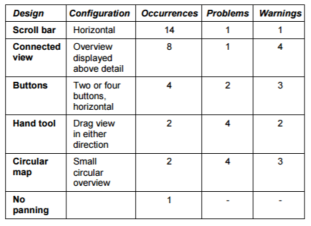 Design Configuration Occurrences Problems Warnings
Scroll bar Horizontal 14 1 1
Connected Overview 8 1 4
view displayed
above detail
Buttons Two or four 4 2 3
buttons,
horizontal
Hand tool Drag view 2 4 2
in either
direction
Circular Small 2 4 3
map circular
overview
No 1 - -
panning